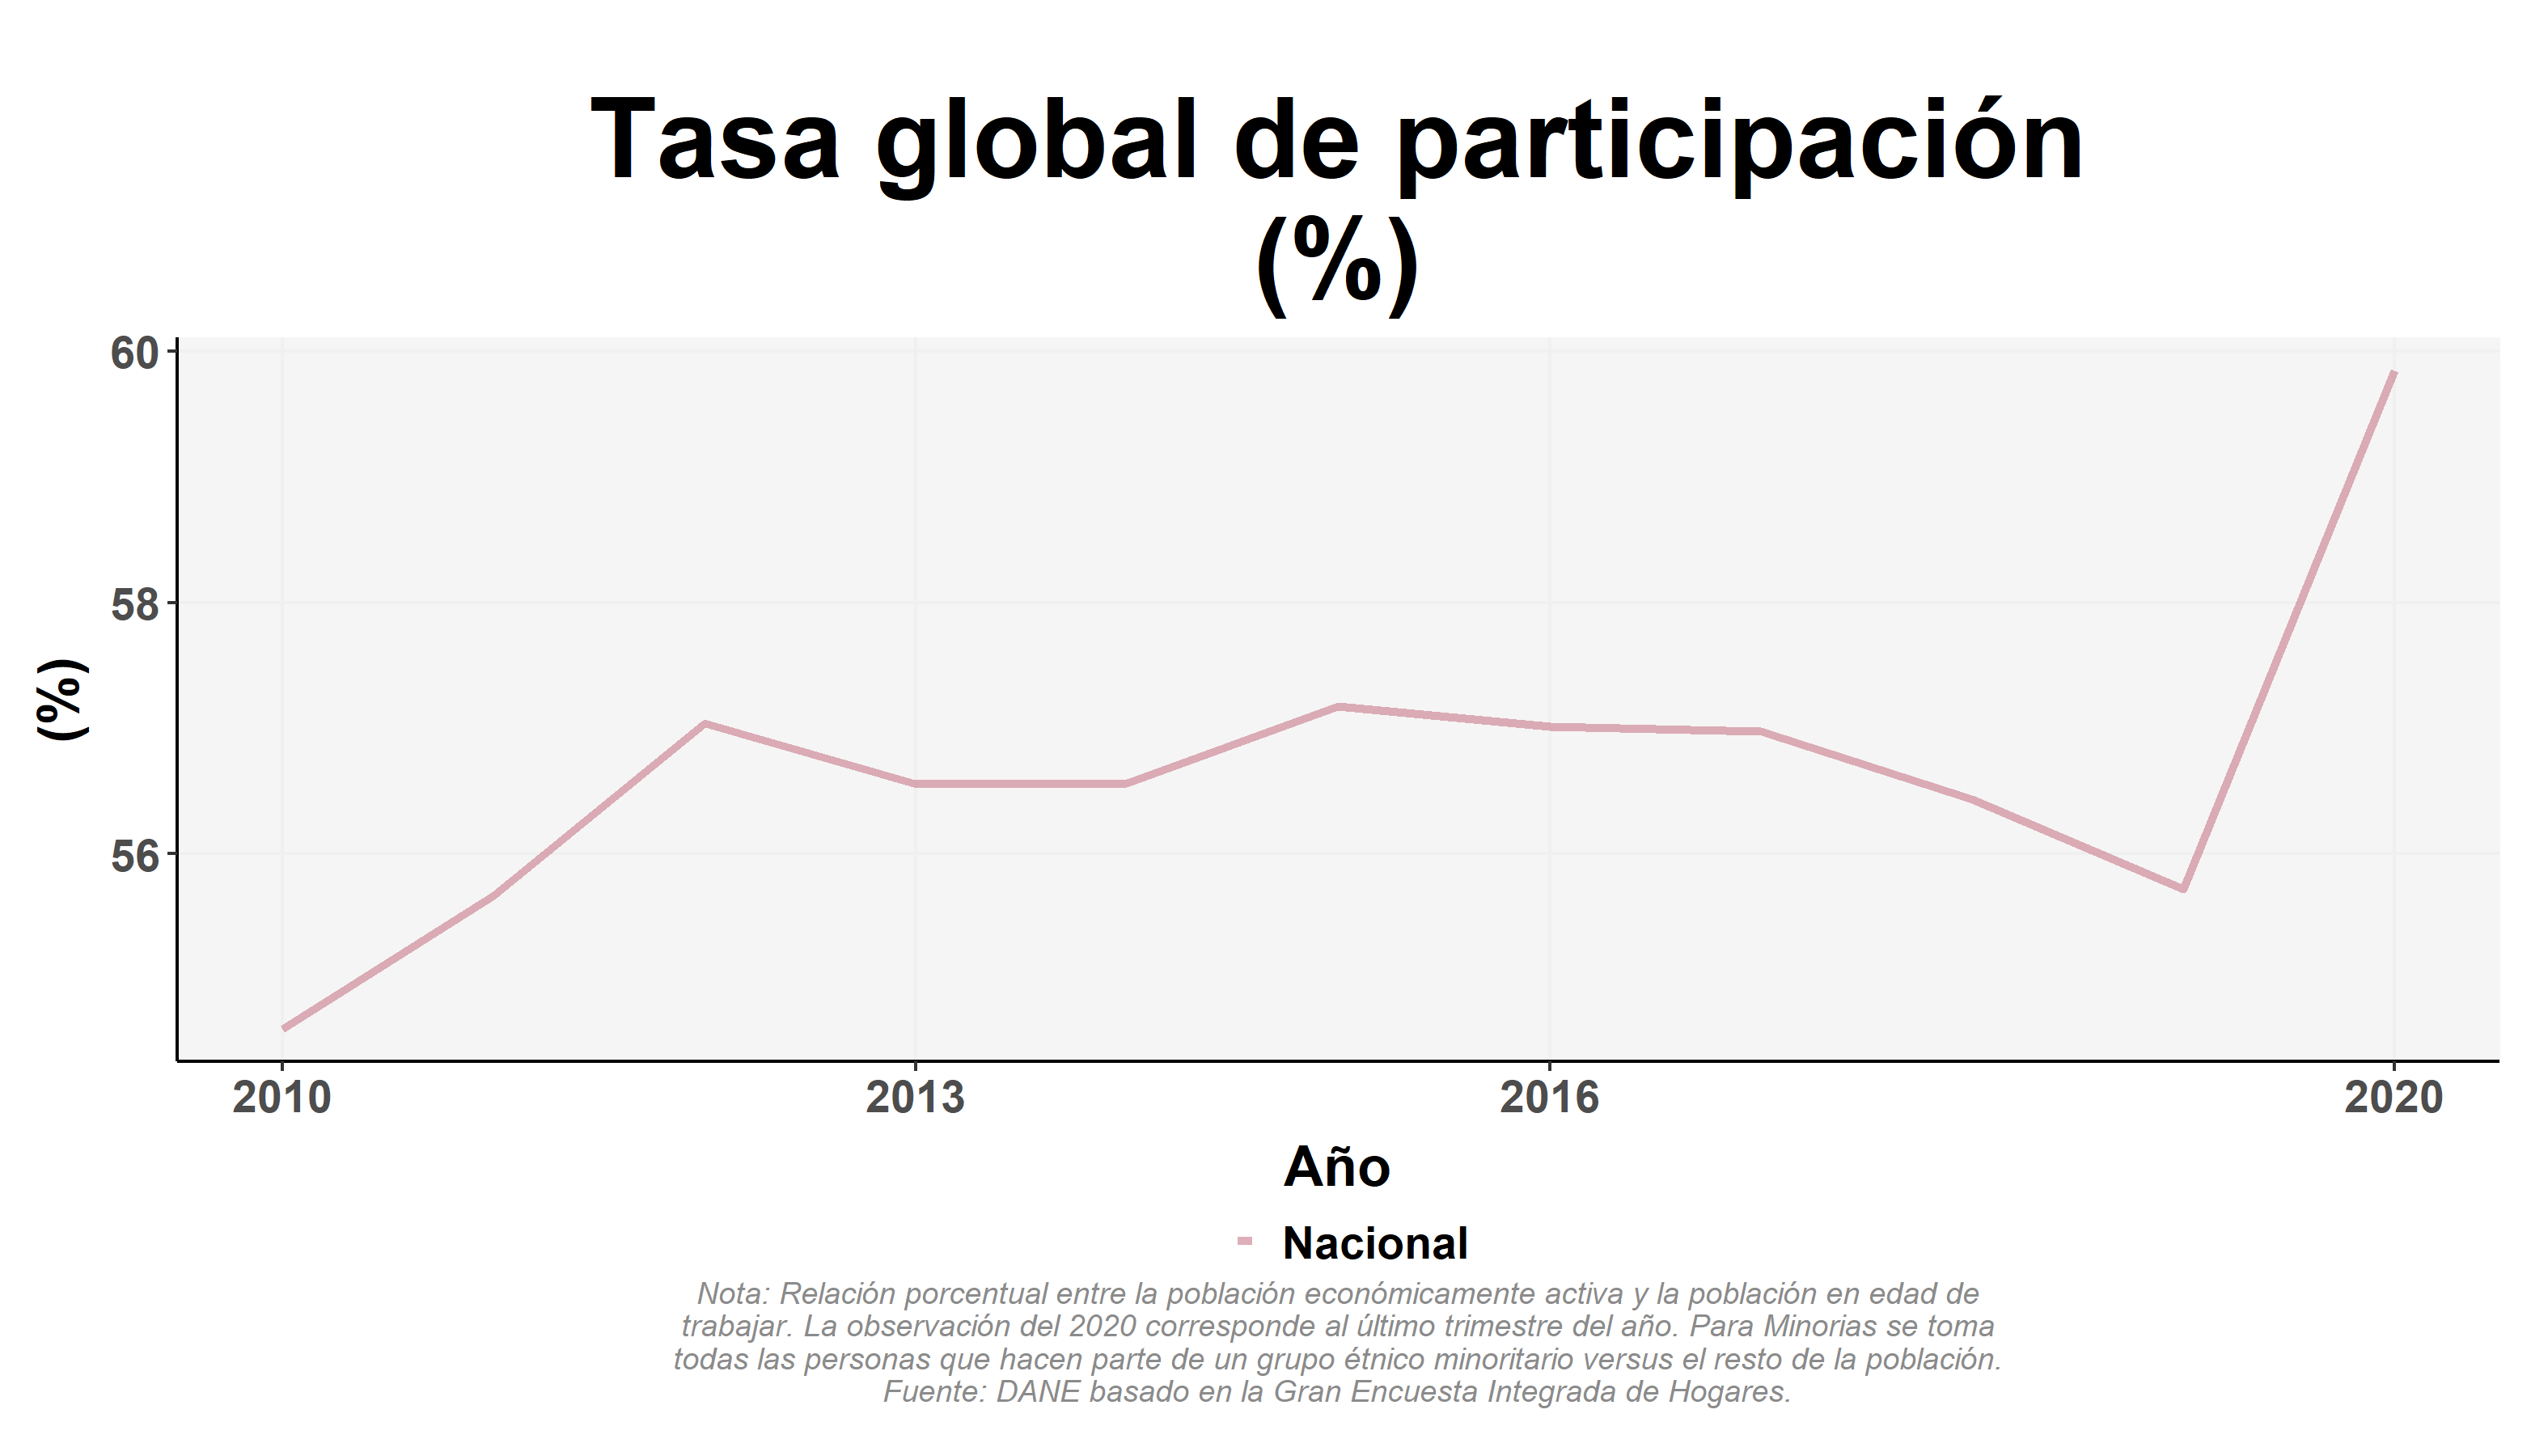 Tasa global de participación
(%)
60
58
56
(%)
2010 2013 2016 2020
Año
Nacional
Nota: Relación porcentual entre la población económicamente activa y la población en edad de
trabajar. La observación del 2020 corresponde al último trimestre del año. Para Minorias se toma
todas las personas que hacen parte de un grupo étnico minoritario versus el resto de la población.
Fuente: DANE basado en la Gran Encuesta Integrada de Hogares.